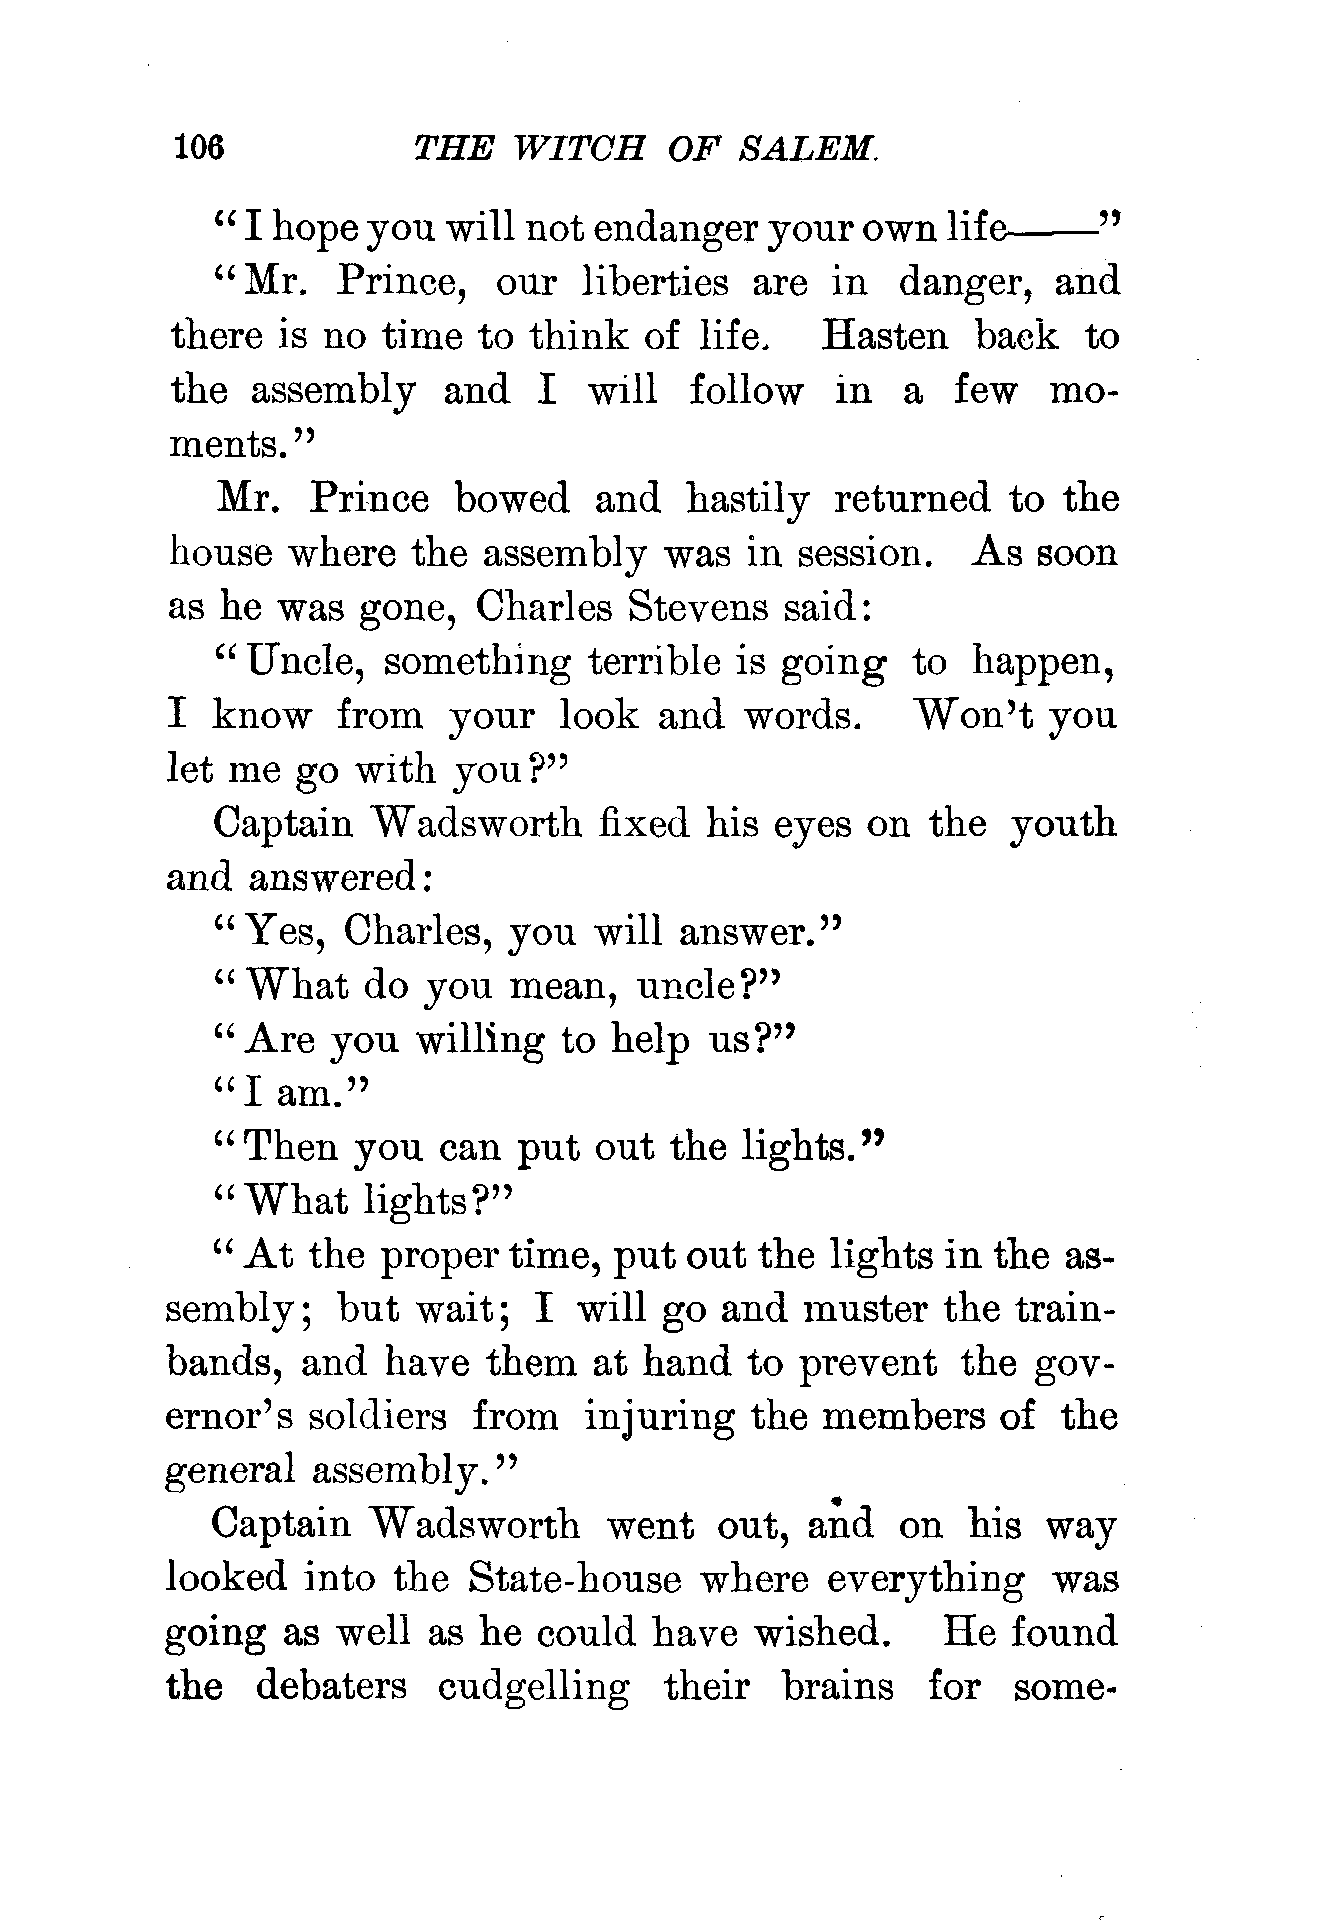 106 THE WITCH OF SALEM.
"I hope you will not endanger your own life——"
"Mr. Prince, our liberties are in danger, and
there is no time to think of life. Hasten back to
the assembly and I will follow in a few mo-
ments."
Mr. Prince bowed and hastily returned to the
house where the assembly was in session. As soon
as he was gone, Charles Stevens said:
"Uncle, something terrible is going to happen,
I know from your look and words. Won't you
let me go with you?"
Captain Wadsworth fixed his eyes on the youth
and answered:
"Yes, Charles, you will answer."
"What do you mean, uncle?"
"Are you willing to help us?"
"I am."
"Then you can put out the lights."
"What lights?"
"At the proper time, put out the lights in the as-
sembly; but wait; I will go and muster the train-
bands, and have them at hand to prevent the gov-
ernor's soldiers from injuring the members of the
general assembly."
Captain Wadsworth went out, and on his way
looked into the State-house where everything was
going as well as he could have wished. He found
the debaters cudgelling their brains for some-